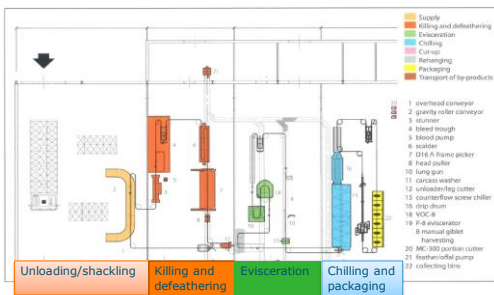 Supply
Killing and defeathering
Evisceration
Chilling
Cut-up
Rehanging
Packaging
Transport of by-products
1 overhead conveyor
2 gravity roller conveyor
3 stunner
4 bleed trough
5 blood pump
6 scalder
7 D16 A frame picker
8 head puller
10 lung gun
11 carcass washer
12 unloader/leg cutter
15 counterflow screw chiller
16 drip drum
18 VOC-8
19 P-8 eviscerator
8 manual giblet
harvesting
20 MC-300 portion cutter
21 feather/offal pump
22 collecting bins
Unloading/shackling
Killing and
defeathering
Evisceration
Chilling and
packaging